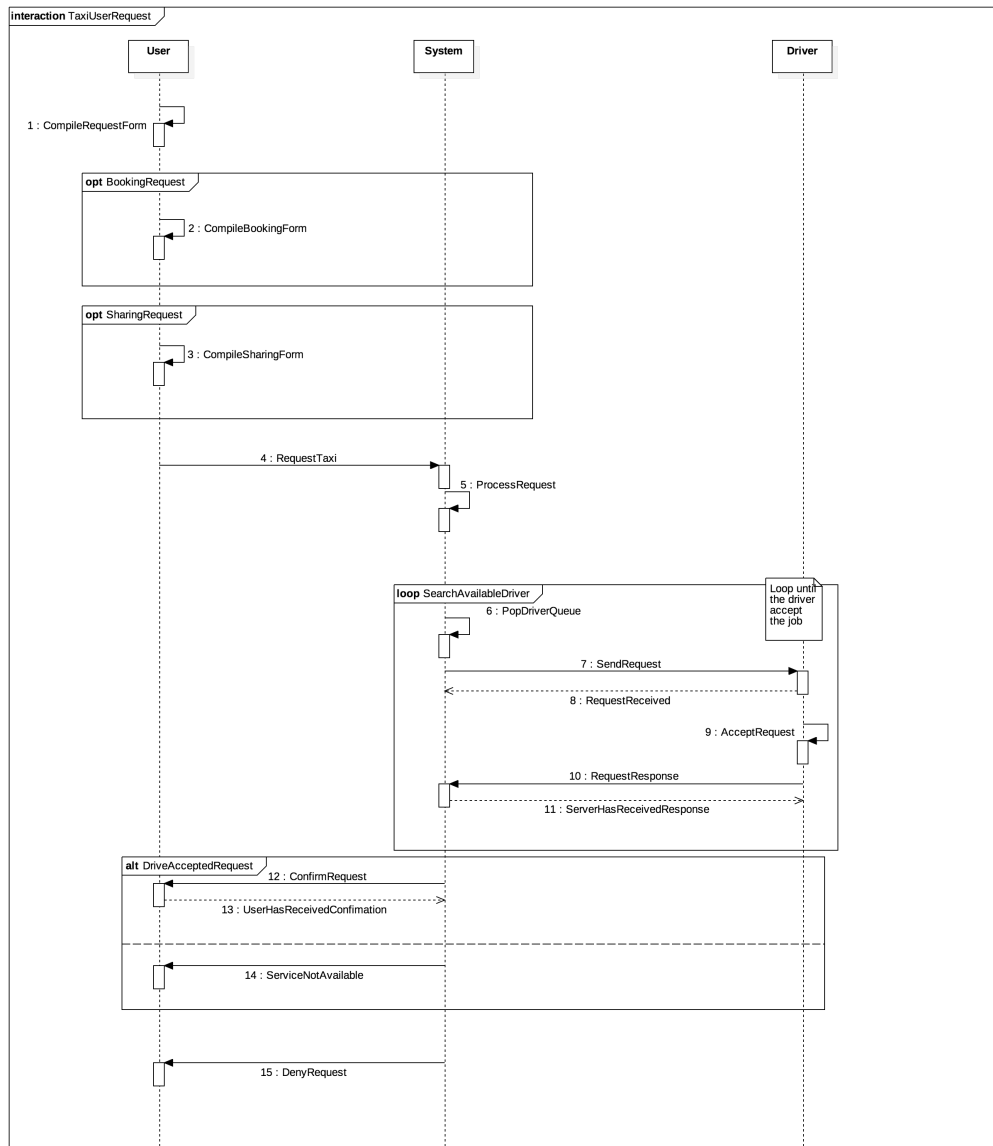 interaction TaxiUserRequest
User
System
Driver
1 : CompileRequestForm
opt BookingRequest
2 : CompileBookingForm
opt SharingRequest
3 : CompileSharingForm
4 : RequestTaxi
5 : ProcessRequest
loop SearchAvailableDriver
Loop until
the driver
accept
the job
6 : PopDriverQueue
7 : SendRequest
8 : RequestReceived
9 : AcceptRequest
10 : RequestResponse
11 : ServerHasReceivedResponse
alt DriveAcceptedRequest
12 : ConfirmRequest
13 : UserHasReceivedConfimation
14 : ServiceNotAvailable
15 : DenyRequest